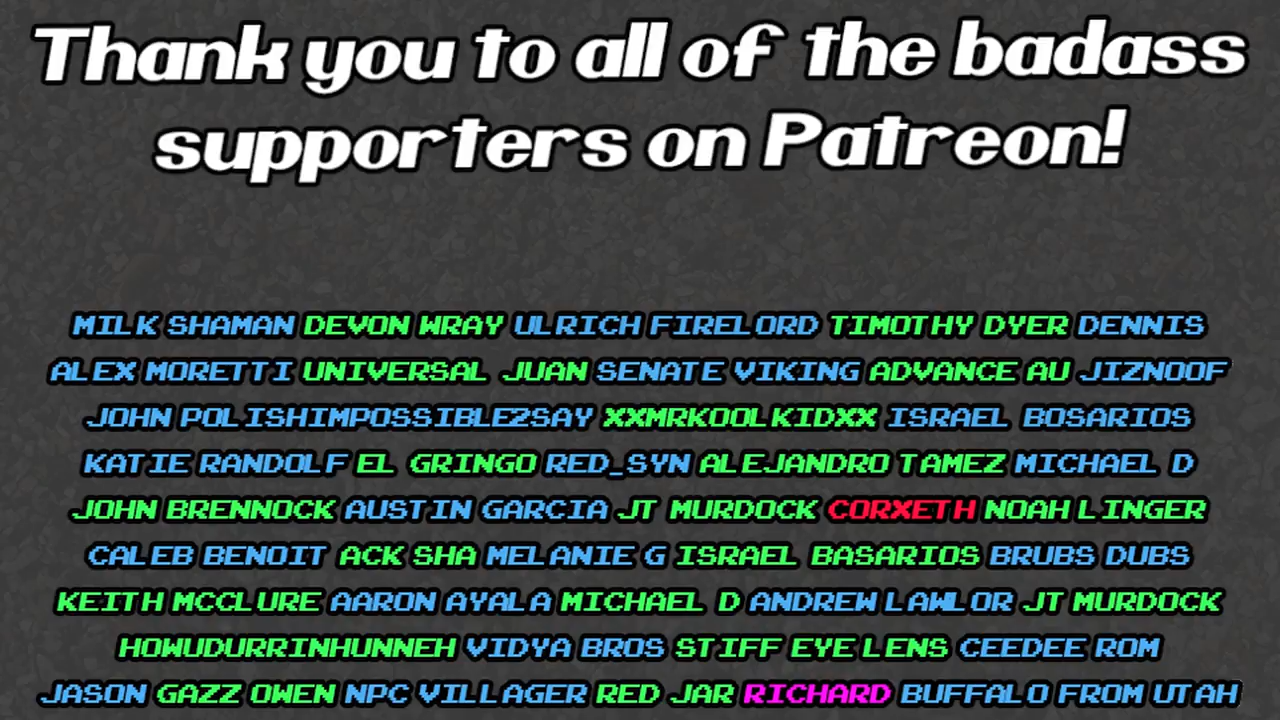 Thank you to all of the badass
supporters on Patreon!
MILK SHAMAN DEVON WRAY ULRICH FIRELORD TIMOTHY DYER DENNIS
ALEX MORETTI UNIVERSAL JUAN SENATE VIKING ADVANCE AU JIZNOOF
JOHN POLISHIMPOSSIBLE2SAY XXMRKOOLKIDXX ISRAEL BOSARIOS
KATIE RANDOLF EL GRINGO RED_SYN ALEJANDRO TAMEZ MICHAEL D
JOHN BRENNOCK AUSTIN GARCIA JT MURDOCK CORXETH NOAH LINGER
CALEB BENOIT ACK SHA MELANIE G ISRAEL BASARIOS BRUBS DUBS
KEITH MCCLURE AARON AYALA MICHAEL D ANDREW LAWLOR JT MURDOCK
HOWUDURRINHUNNEH VIDYA BROS STIFF EYE LENS CEEDEE ROM
JASON GAZZ OWEN NPC VILLAGER RED JAR RICHARD BUFFALO FROM UTAH